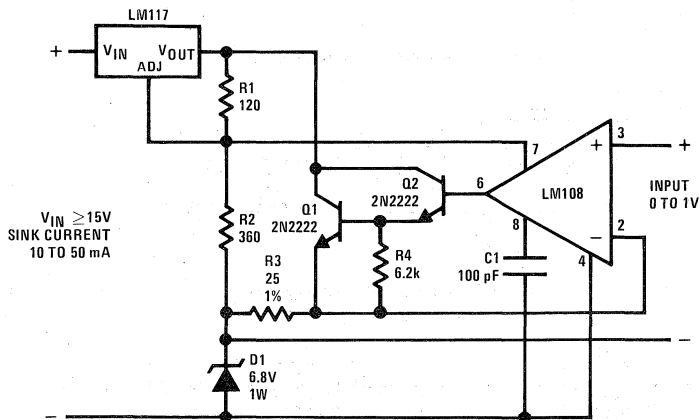 LM117
+
VIN
VOUT
ADJ
R1
120
7
3
+
+
Q2
2N2222
6
LM108
INPUT
0 TO 1V
VIN ≥15V
SINK CURRENT
10 TO 50 mA
R2
360
Q1
2N2222
8
2
−
R3
25
1%
R4
6.2k
C1
100 pF
4
−
D1
6.8V
1W
−